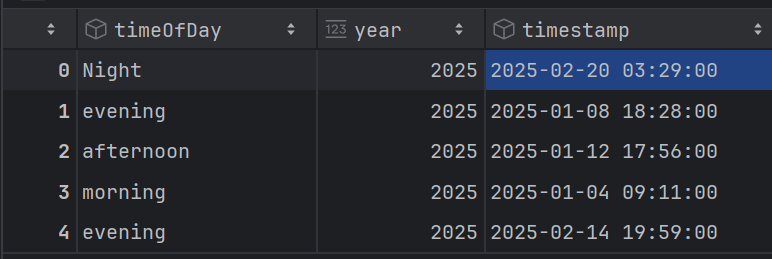 timeOfDay 123 year timestamp
0 Night 2025 2025-02-20 03:29:00
1 evening 2025 2025-01-08 18:28:00
2 afternoon 2025 2025-01-12 17:56:00
3 morning 2025 2025-01-04 09:11:00
4 evening 2025 2025-02-14 19:59:00